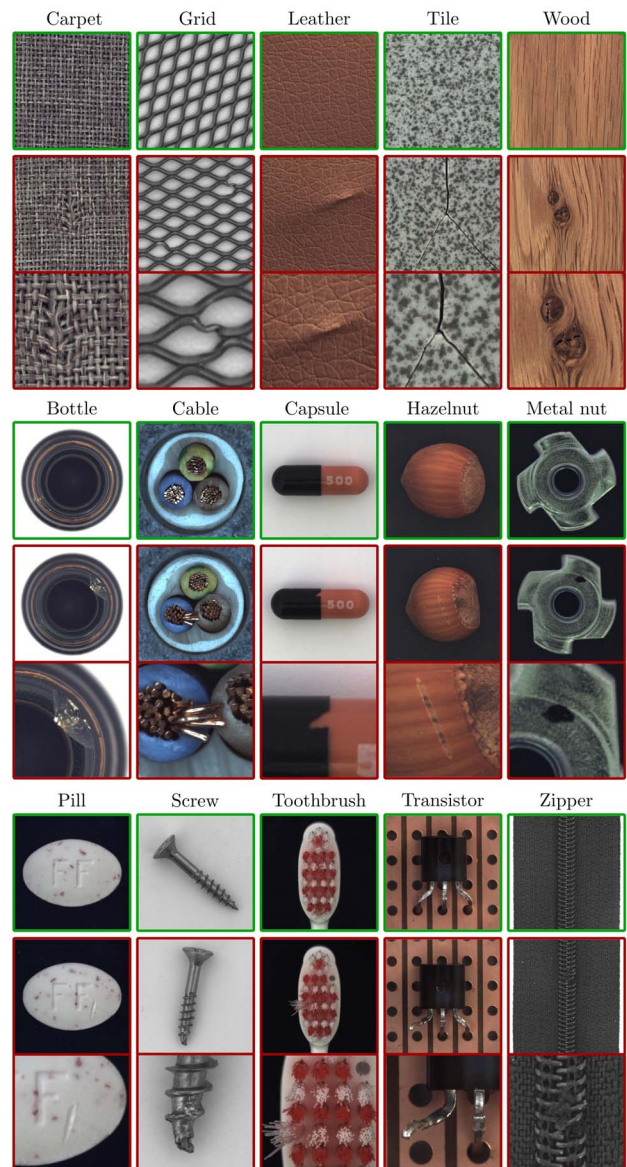 Carpet Grid Leather Tile Wood
Bottle Cable Capsule Hazelnut Metal nut
500
500
Pill Screw Toothbrush Transistor Zipper
FF
FF
F